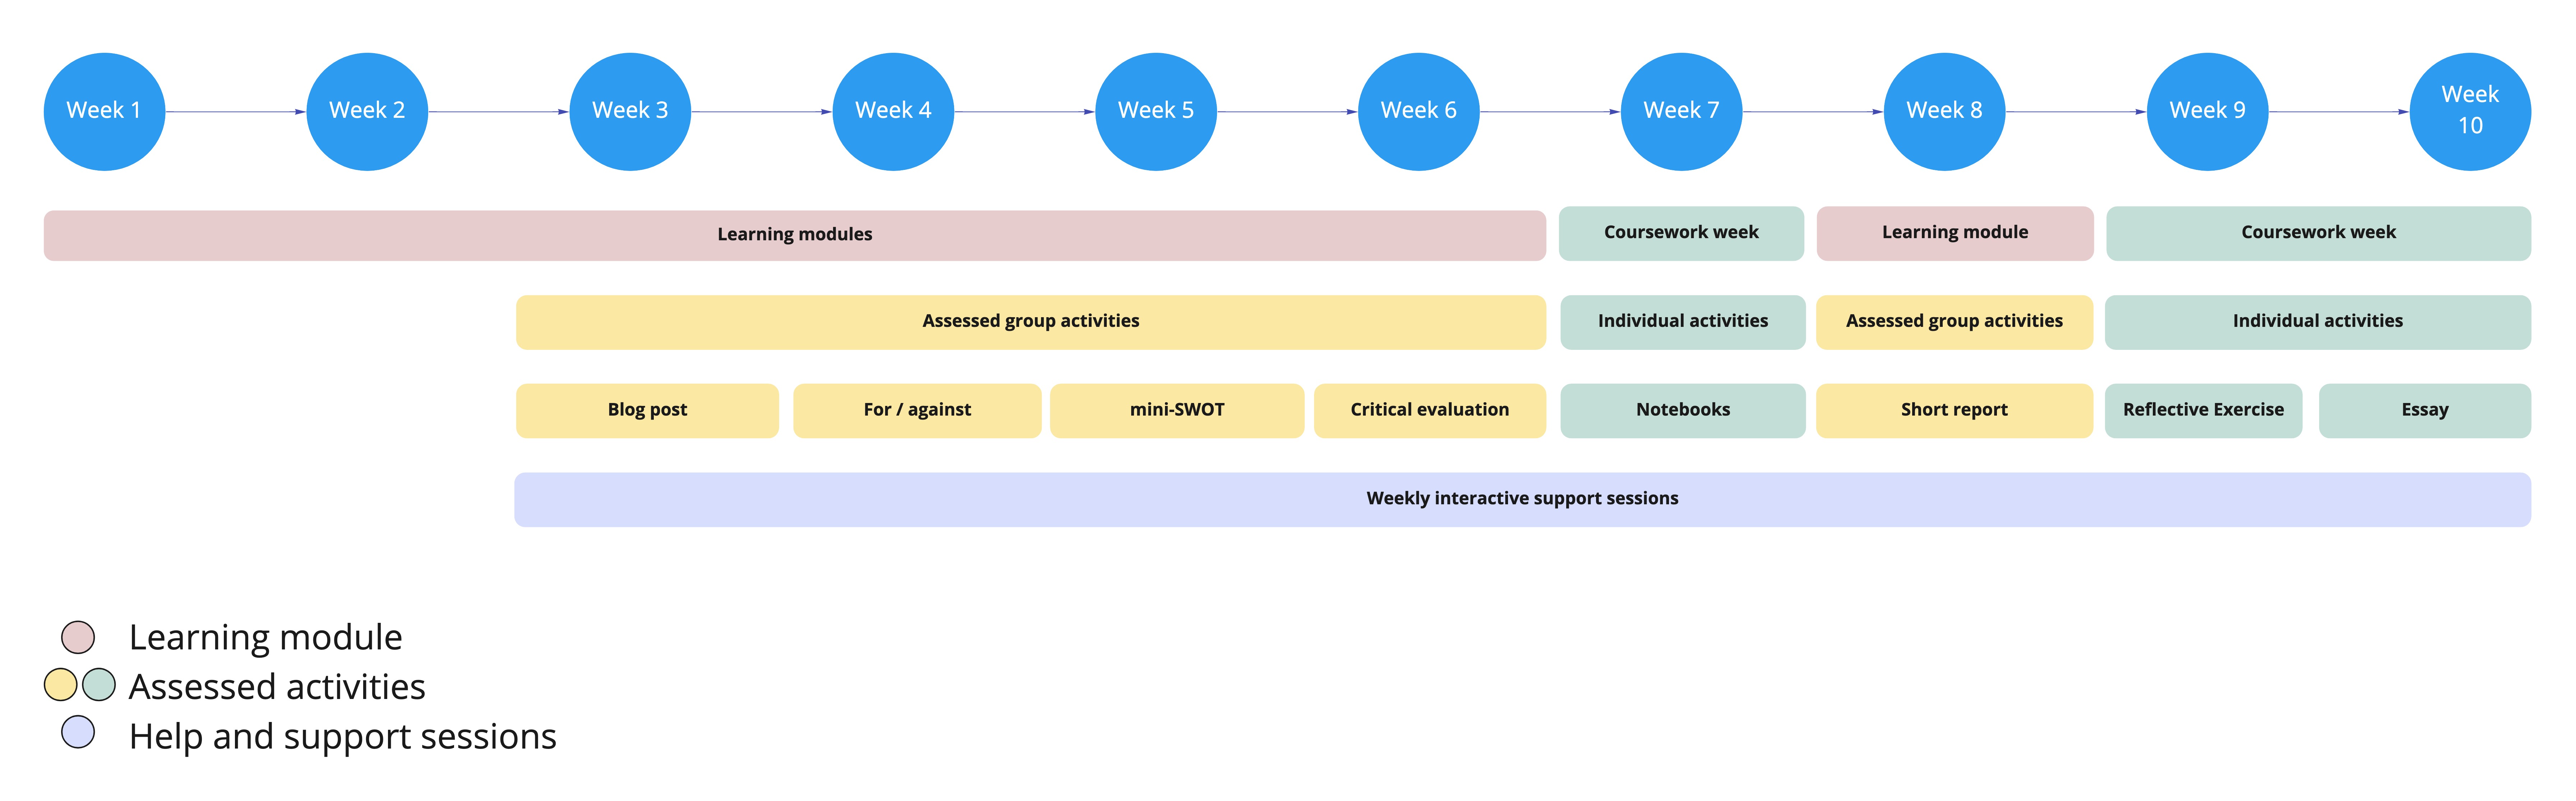 Week 1
Week 2
Week 3
Week 4
Week 5
Week 6
Week 7
Week 8
Week 9
Week
10
Learning modules
Coursework week
Learning module
Coursework week
Assessed group activities
Individual activities
Assessed group activities
Individual activities
Blog post
For / against
mini-SWOT
Critical evaluation
Notebooks
Short report
Reflective Exercise
Essay
Weekly interactive support sessions
Learning module
Assessed activities
Help and support sessions